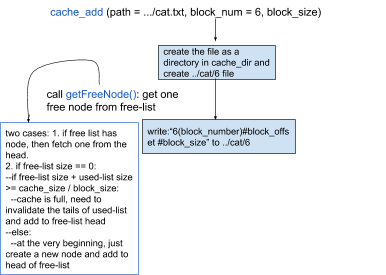 cache_add (path = .../cat.txt, block_num = 6, block_size)
create the file as a
directory in cache_dir and
create ../cat/6 file
call getFreeNode(): get one
free node from free-list
write:"6(block_number)#block_offs
et #block_size" to ../cat/6
two cases: 1. if free list has
node, then fetch one from the
head.
2. if free-list size == 0:
--if free-list size + used-list size
>= cache_size / block_size:
--cache is full, need to
invalidate the tails of used-list
and add to free-list head
--else:
--at the very beginning, just
create a new node and add to
head of free-list